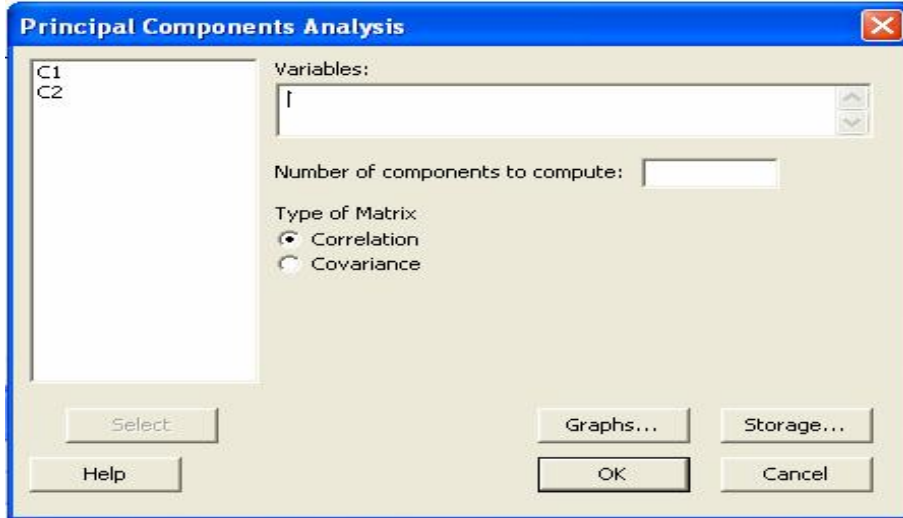 Principal Components Analysis
C1
C2
Variables:
Number of components to compute:
Type of Matrix
Correlation
Covariance
Select
Graphs...
Storage...
Help
OK
Cancel